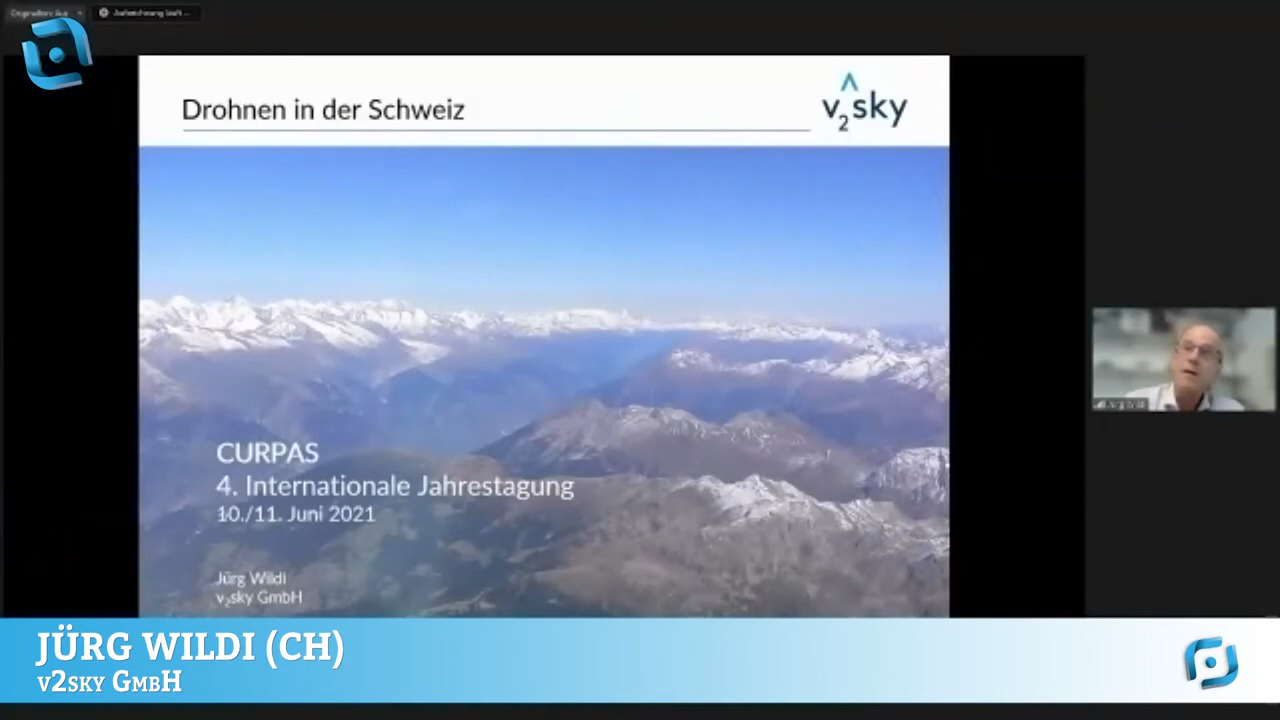 Drohnen in der Schweiz
v2sky
CURPAS
4. Internationale Jahrestagung
10./11. Juni 2021
Jürg Wildi
v2sky GmbH
JÜRG WILDI (CH)
v2sky GmbH